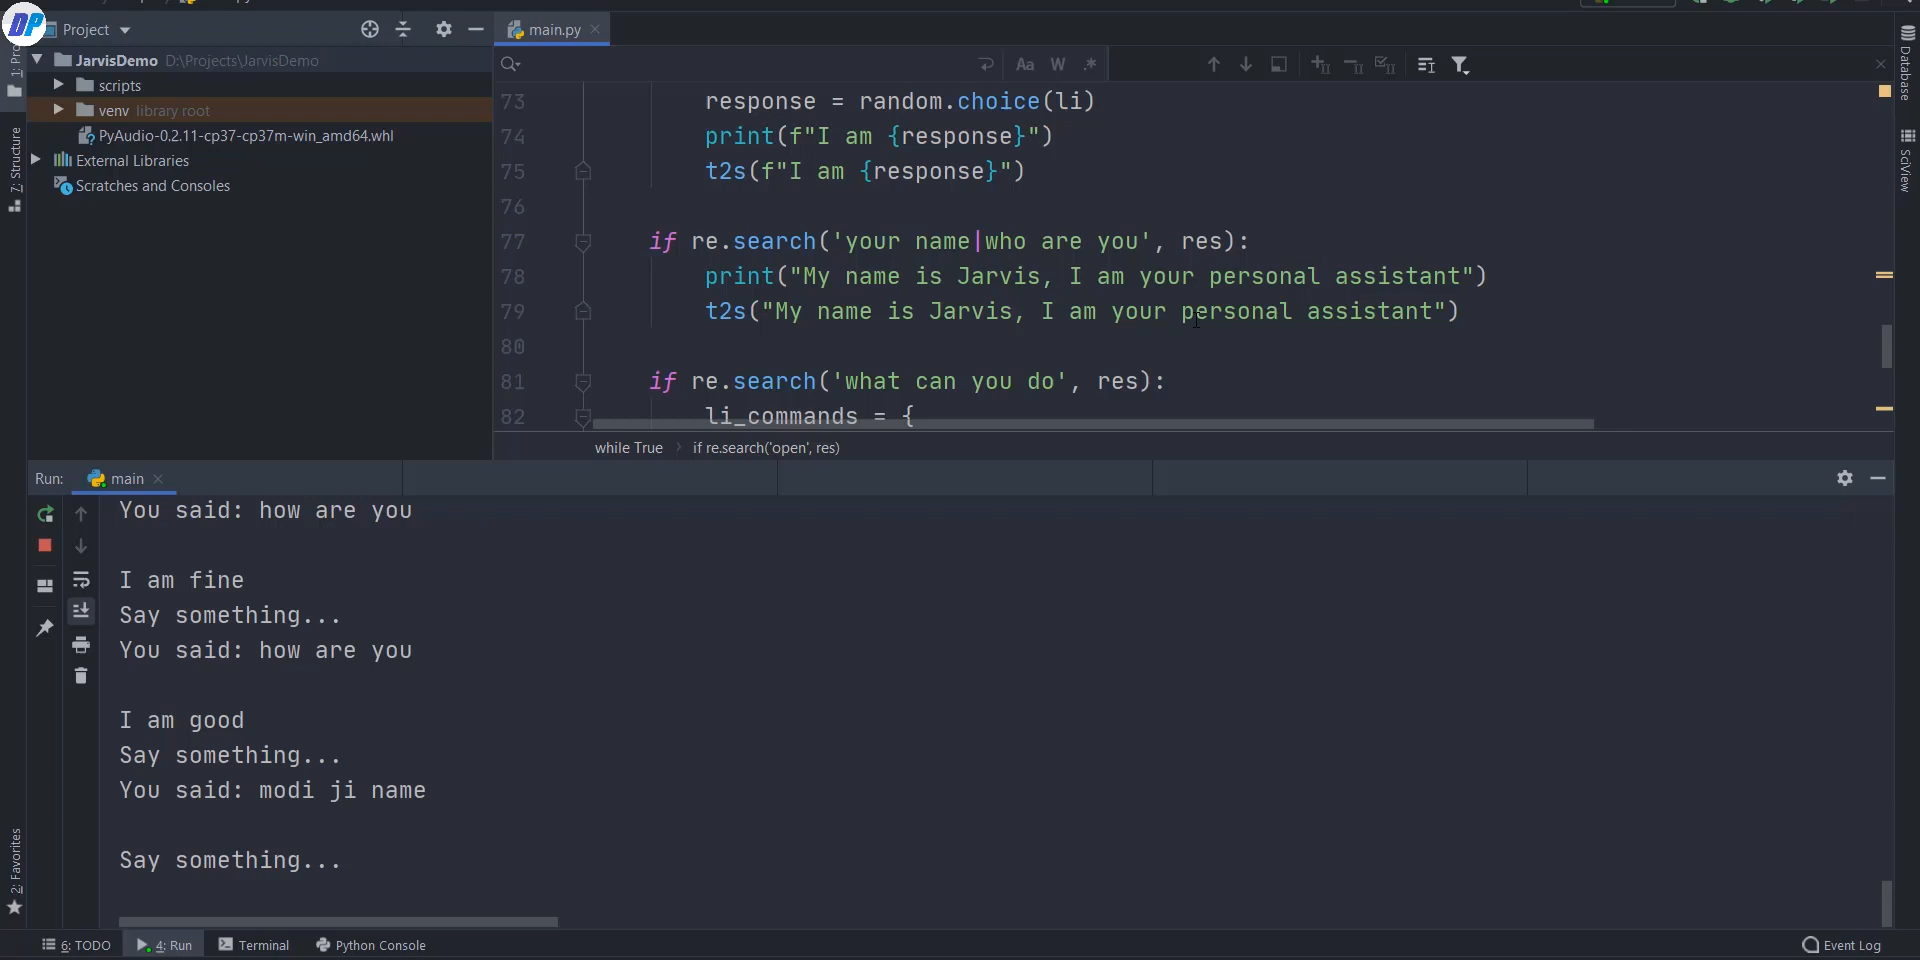 DP
Project
main.py
JarvisDemo D:\Projects\JarvisDemo
scripts
venv library root
PyAudio-0.2.11-cp37-cp37m-win_amd64.whl
External Libraries
Scratches and Consoles
7: Structure
2: Favorites
Aa W .*
73 response = random.choice(li)
74 print(f"I am {response}")
75 t2s(f"I am {response}")
76
77 if re.search('your name|who are you', res):
78 print("My name is Jarvis, I am your personal assistant")
79 t2s("My name is Jarvis, I am your personal assistant")
80
81 if re.search('what can you do', res):
82 li_commands = {
while True > if re.search('open', res)
Database
SciView
Run: main
You said: how are you
I am fine
Say something...
You said: how are you
I am good
Say something...
You said: modi ji name
Say something...
6: TODO 4: Run Terminal Python Console Event Log